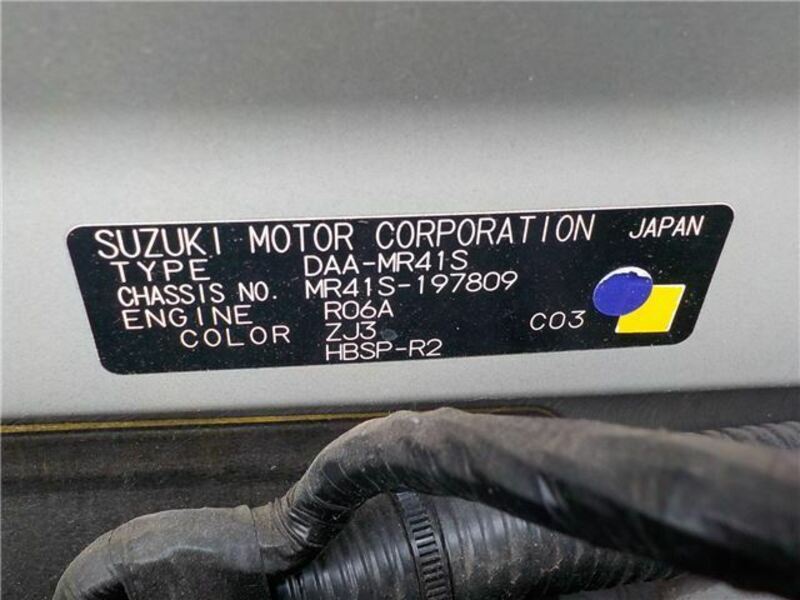 SUZUKI MOTOR CORPORATION JAPAN
TYPE DAA-MR41S
CHASSIS NO. MR41S-197809
ENGINE R06A
COLOR ZJ3 C03
HBSP-R2